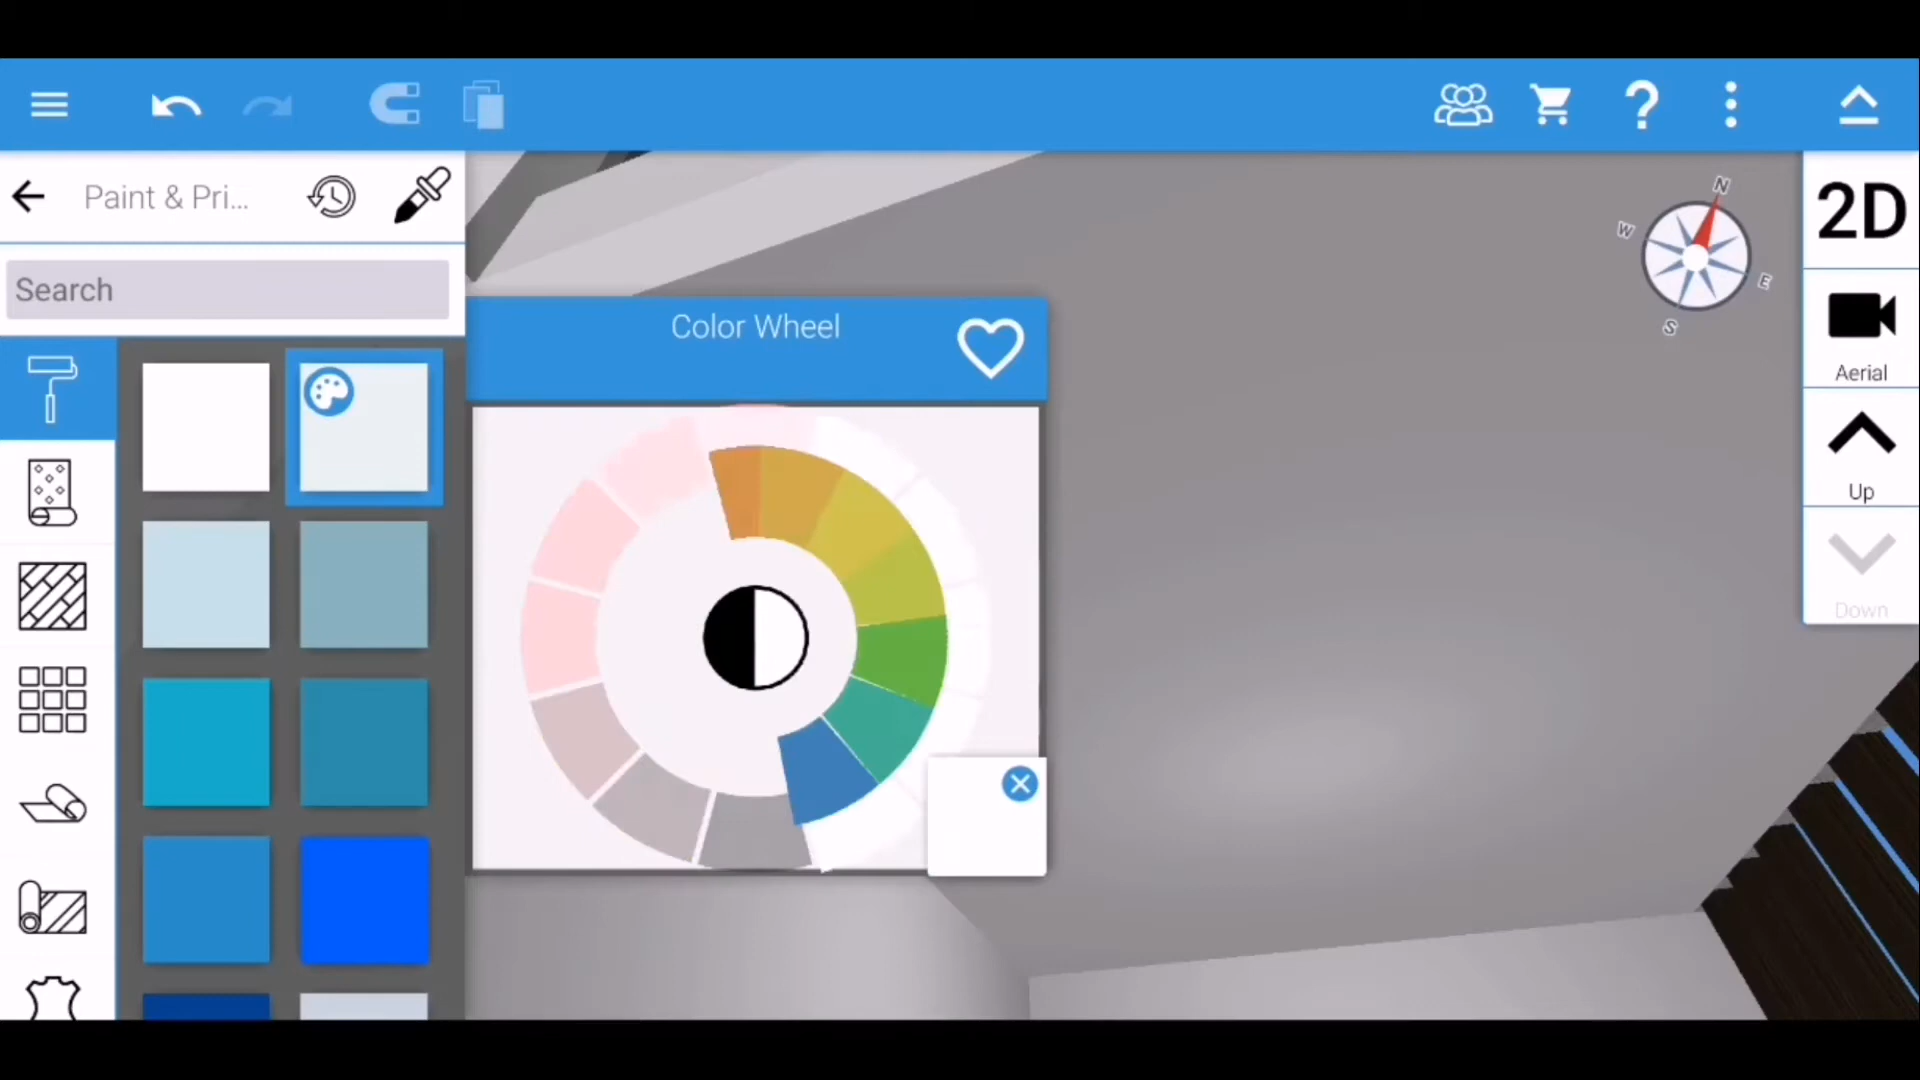 ?
Paint & Pri...
Search
Color Wheel
N
W
E
S
2D
Aerial
Up
Down